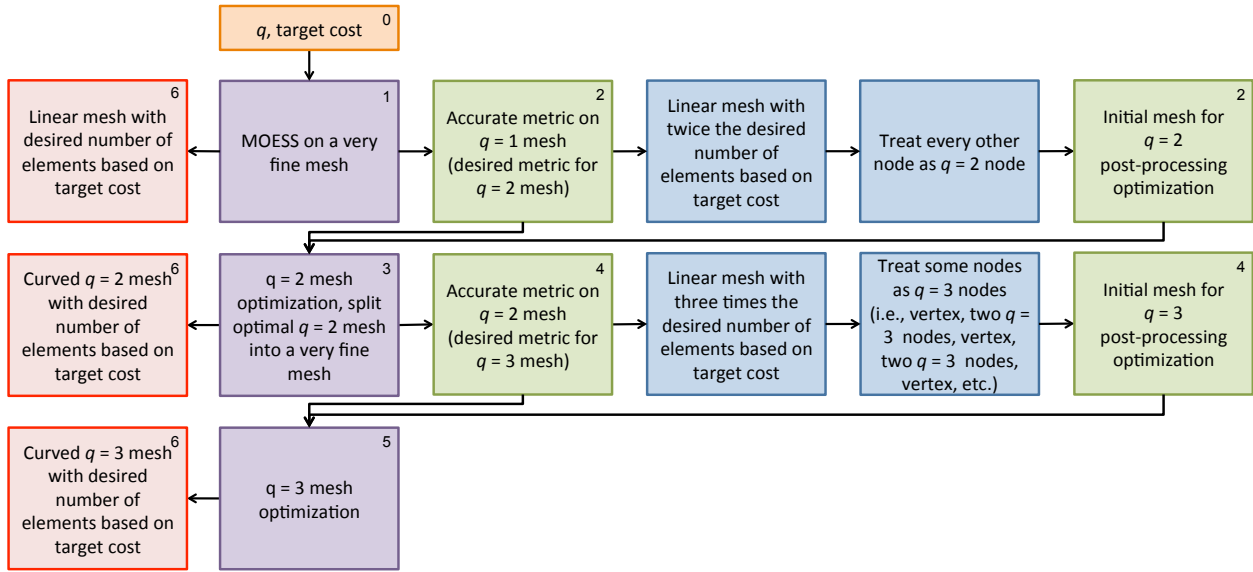 q, target cost
0
6
Linear mesh with
desired number of
elements based on
target cost
1
MOESS on a very
fine mesh
2
Accurate metric on
q = 1 mesh
(desired metric for
q = 2 mesh)
Linear mesh with
twice the desired
number of
elements based on
target cost
Treat every other
node as q = 2 node
2
Initial mesh for
q = 2
post-processing
optimization
6
Curved q = 2 mesh
with desired
number of
elements based on
target cost
3
q = 2 mesh
optimization, split
optimal q = 2 mesh
into a very fine
mesh
4
Accurate metric on
q = 2 mesh
(desired metric for
q = 3 mesh)
Linear mesh with
three times the
desired number of
elements based on
target cost
Treat some nodes
as q = 3 nodes
(i.e., vertex, two q =
3 nodes, vertex,
two q = 3 nodes,
vertex, etc.)
4
Initial mesh for
q = 3
post-processing
optimization
6
Curved q = 3 mesh
with desired
number of
elements based on
target cost
5
q = 3 mesh
optimization